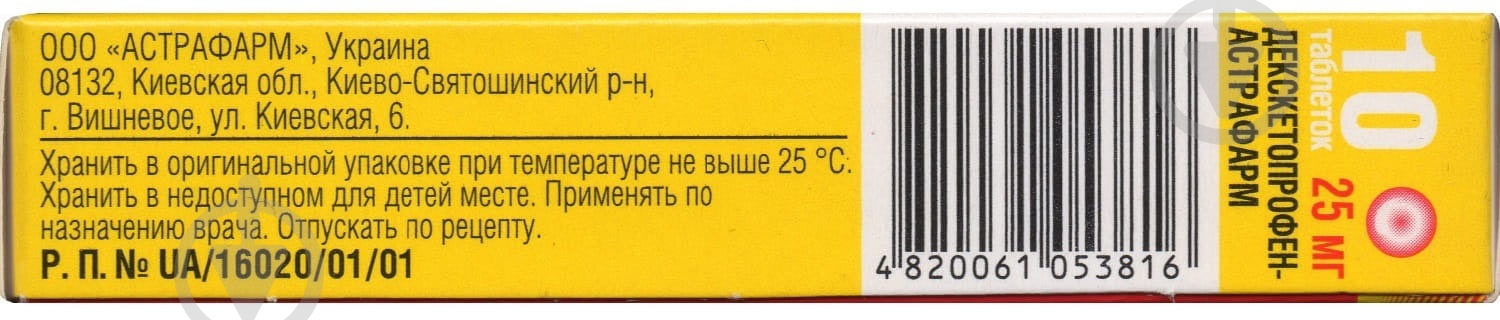 ООО «АСТРАФАРМ», Украина
08132, Киевская обл., Киево-Святошинский р-н,
г. Вишневое, ул. Киевская, 6.
Хранить в оригинальной упаковке при температуре не выше 25 °C.
Хранить в недоступном для детей месте. Применять по
назначению врача. Отпускать по рецепту.
Р. П. № UA/16020/01/01
4 820061 053816
10
таблеток 25 мг
ДЕКСКЕТОПРОФЕН-
АСТРАФАРМ